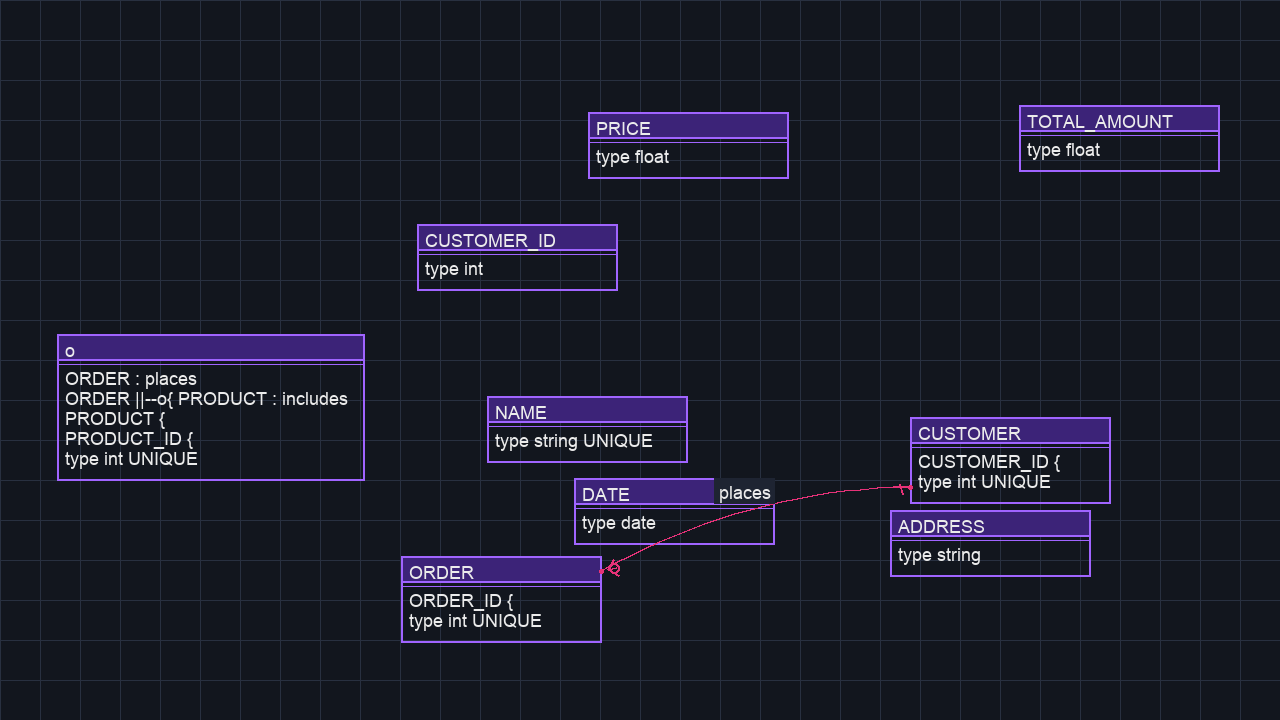 PRICE
type float
TOTAL_AMOUNT
type float
CUSTOMER_ID
type int
o
ORDER : places
ORDER ||--o{ PRODUCT : includes
PRODUCT {
PRODUCT_ID {
type int UNIQUE
NAME
type string UNIQUE
CUSTOMER
CUSTOMER_ID {
type int UNIQUE
DATE
type date
places
ADDRESS
type string
ORDER
ORDER_ID {
type int UNIQUE